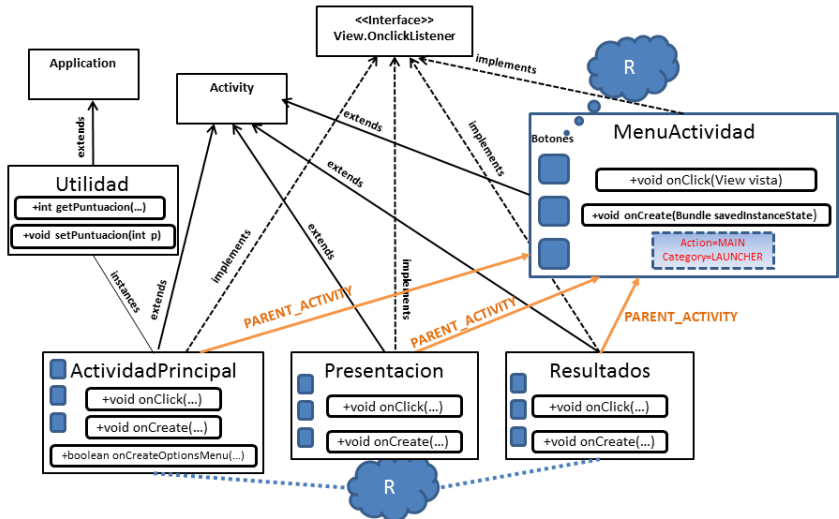 <<Interface>>
View.OnclickListener
R
Application
Activity
implements
extends
extends
Botones
MenuActividad
+void onClick(View vista)
+void onCreate(Bundle savedInstanceState)
Action=MAIN
Category=LAUNCHER
Utilidad
+int getPuntuacion(...)
+void setPuntuacion(int p)
implements
extends
implements
extends
implements
instances
extends
PARENT_ACTIVITY
PARENT_ACTIVITY
PARENT_ACTIVITY
ActividadPrincipal
+void onClick(...)
+void onCreate(...)
+boolean onCreateOptionsMenu(...)
Presentacion
+void onClick(...)
+void onCreate(...)
Resultados
+void onClick(...)
+void onCreate(...)
R